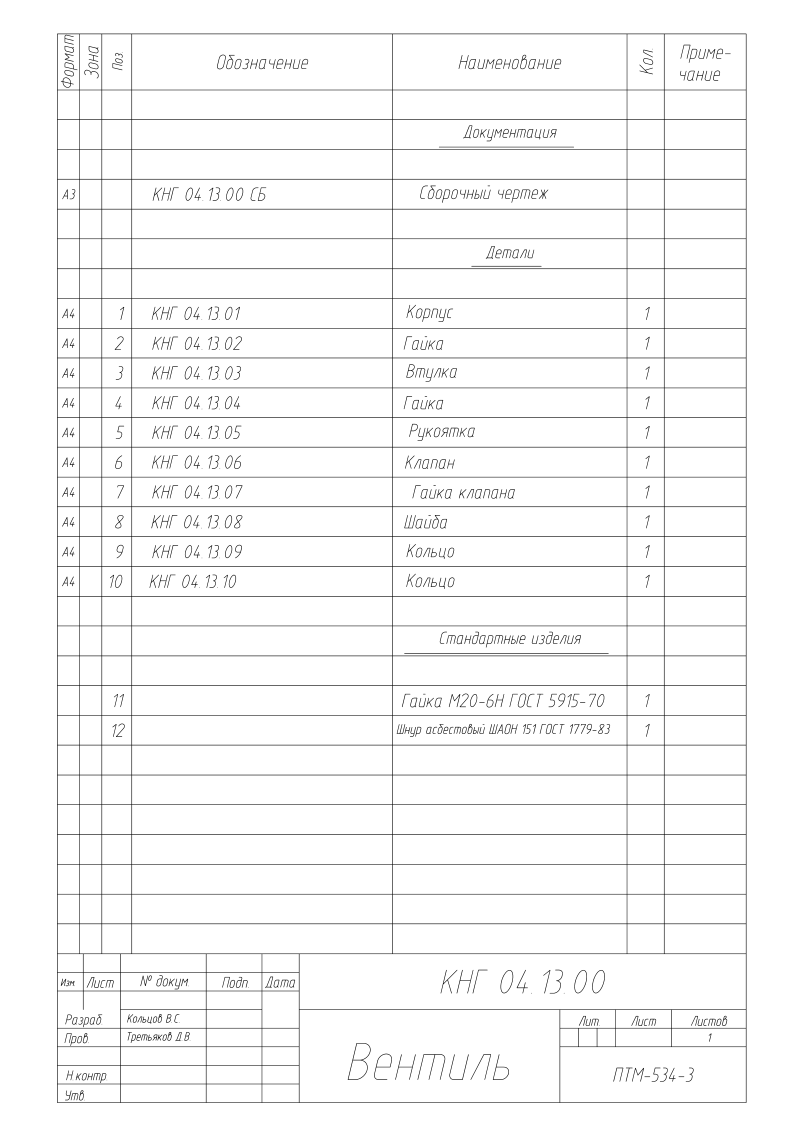 Формат Зона Поз. Обозначение Наименование Кол. Приме-
чание
Документация
А3 КНГ 04.13.00 СБ Сборочный чертеж
Детали
А4 1 КНГ 04.13.01 Корпус 1
А4 2 КНГ 04.13.02 Гайка 1
А4 3 КНГ 04.13.03 Втулка 1
А4 4 КНГ 04.13.04 Гайка 1
А4 5 КНГ 04.13.05 Рукоятка 1
А4 6 КНГ 04.13.06 Клапан 1
А4 7 КНГ 04.13.07 Гайка клапана 1
А4 8 КНГ 04.13.08 Шайба 1
А4 9 КНГ 04.13.09 Кольцо 1
А4 10 КНГ 04.13.10 Кольцо 1
Стандартные изделия
11 Гайка М20-6Н ГОСТ 5915-70 1
12 Шнур асбестовый ШАОН 151 ГОСТ 1779-83 1
КНГ 04.13.00
Изм. Лист № докум. Подп. Дата
Разраб. Кольцов В.С.
Пров. Третьяков Д.В.
Н.контр.
Утв.
Вентиль
Лит. Лист Листов
1
ПТМ-534-3